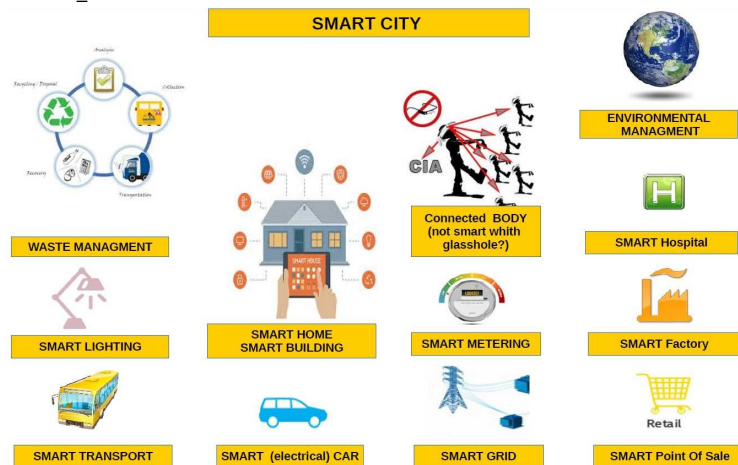 SMART CITY
Analysis
Recycling / Disposal
Collection
Recovery
Transportation
WASTE MANAGMENT
SMART HOUSE
SMART HOME
SMART BUILDING
CIA
Connected BODY
(not smart whith
glasshole?)
ENVIRONMENTAL
MANAGMENT
H
SMART Hospital
SMART LIGHTING
SMART METERING
SMART Factory
SMART TRANSPORT
SMART (electrical) CAR
SMART GRID
Retail
SMART Point Of Sale